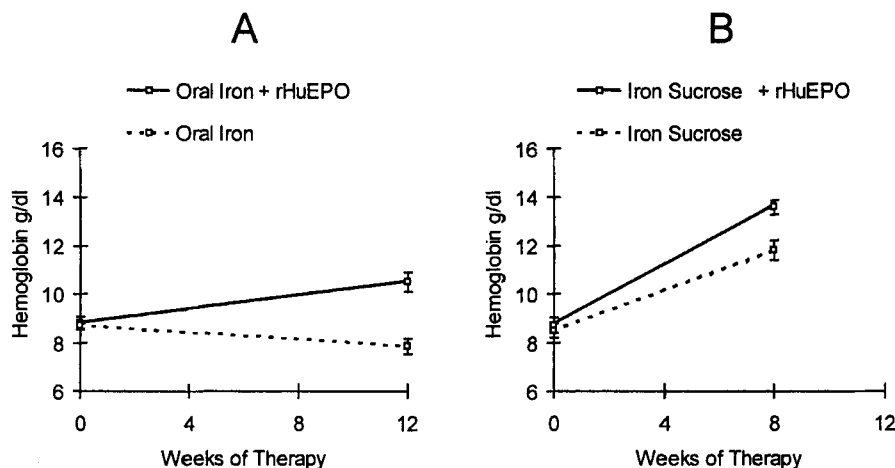 A
Oral Iron + rHuEPO
Oral Iron
16
14
12
10
8
6
Hemoglobin g/dl
0 4 8 12
Weeks of Therapy
B
Iron Sucrose + rHuEPO
Iron Sucrose
16
14
12
10
8
6
Hemoglobin g/dl
0 4 8 12
Weeks of Therapy